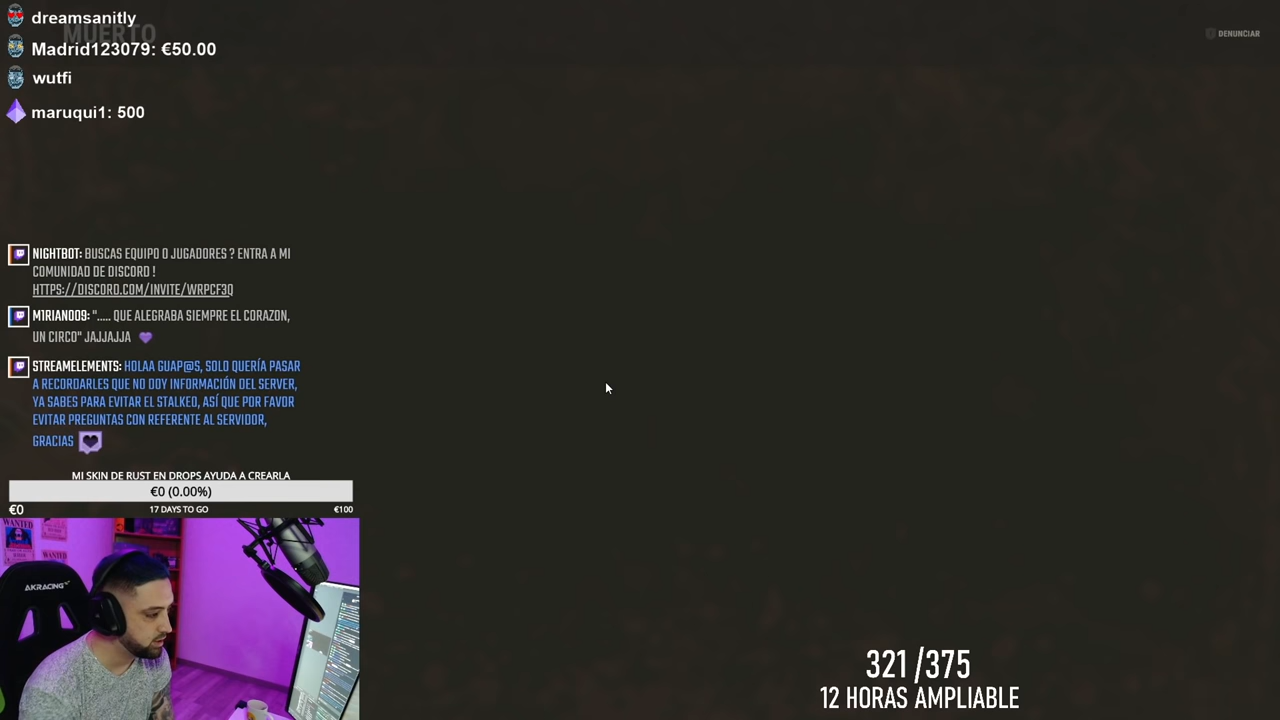 dreamsanitly
MUERTO
DENUNCIAR
Madrid123079: €50.00
wutfi
maruqui1: 500
NIGHTBOT: BUSCAS EQUIPO O JUGADORES ? ENTRA A MI
COMUNIDAD DE DISCORD !
HTTPS://DISCORD.COM/INVITE/WRPCF3Q
M1RIAN009: "..... QUE ALEGRABA SIEMPRE EL CORAZON,
UN CIRCO" JAJJAJJA
STREAMELEMENTS: HOLAA GUAP@S, SOLO QUERÍA PASAR
A RECORDARLES QUE NO DOY INFORMACIÓN DEL SERVER,
YA SABES PARA EVITAR EL STALKEO, ASÍ QUE POR FAVOR
EVITAR PREGUNTAS CON REFERENTE AL SERVIDOR,
GRACIAS
MI SKIN DE RUST EN DROPS AYUDA A CREARLA
€0 (0.00%)
€0 17 DAYS TO GO €100
WANTED
WANTED
AKRACING
321 /375
12 HORAS AMPLIABLE